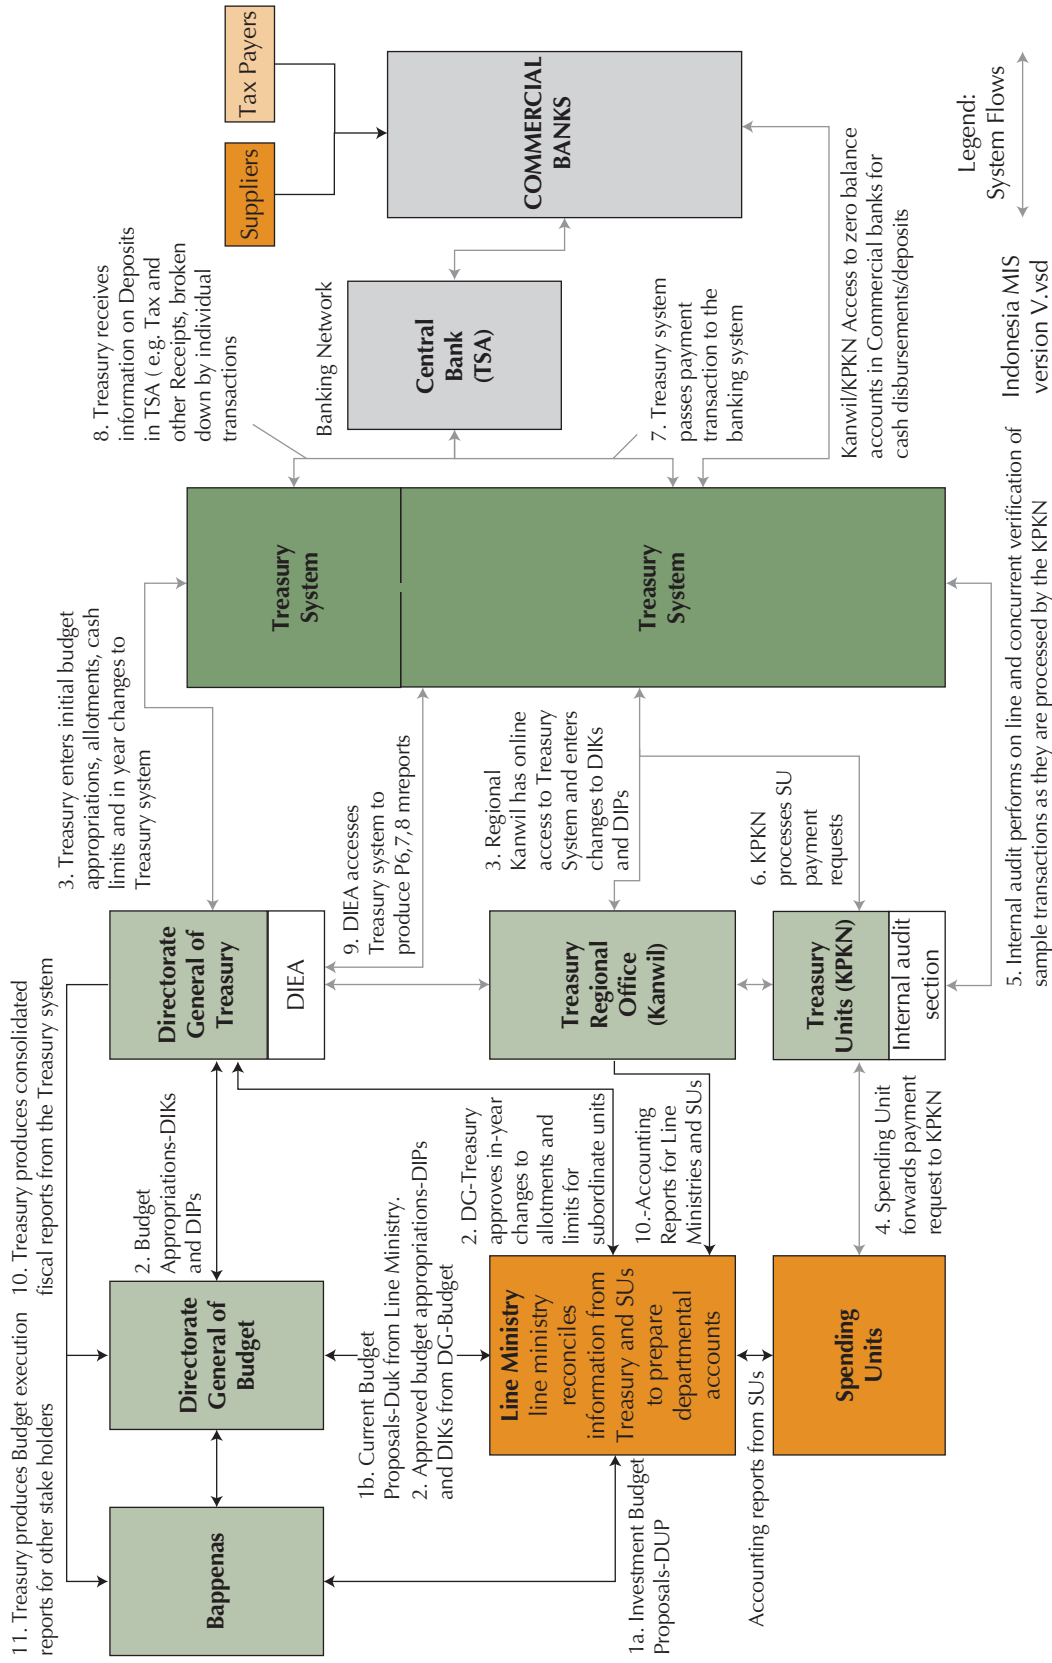 11. Treasury produces Budget execution
reports for other stake holders
10. Treasury produces consolidated
fiscal reports from the Treasury system
3. Treasury enters initial budget
appropriations, allotments, cash
limits and in year changes to
Treasury system
8. Treasury receives
information on Deposits
in TSA ( e.g. Tax and
other Receipts, broken
down by individual
transactions
Suppliers
Tax Payers
Bappenas
Directorate
General of
Budget
2. Budget
Appropriations-DIKs
and DIPs
Directorate
General of
Treasury
DIEA
Treasury
System
Banking Network
Central
Bank
(TSA)
COMMERCIAL
BANKS
1b. Current Budget
Proposals-Duk from Line Ministry.
2. Approved budget appropriations-DIPs
and DIKs from DG-Budget
9. DIEA accesses
Treasury system to
produce P6,7,8 mreports
Line Ministry
line ministry
reconciles
information from
Treasury and SUs
to prepare
departmental
accounts
2. DG-Treasury
approves in-year
changes to
allotments and
limits for
subordinate units
10.-Accounting
Reports for Line
Ministries and SUs
Treasury
Regional
Office
(Kanwil)
3. Regional
Kanwil has online
access to Treasury
System and enters
changes to DIKs
and DIPs
Treasury
System
7. Treasury system
passes payment
transaction to the
banking system
1a. Investment Budget
Proposals-DUP
Accounting reports from SUs
Spending
Units
4. Spending Unit
forwards payment
request to KPKN
Treasury
Units (KPKN)
Internal audit
section
6. KPKN
processes SU
payment
requests
Kanwil/KPKN Access to zero balance
accounts in Commercial banks for
cash disbursements/deposits
5. Internal audit performs on line and concurrent verification of
sample transactions as they are processed by the KPKN
Indonesia MIS
version V.vsd
Legend:
System Flows